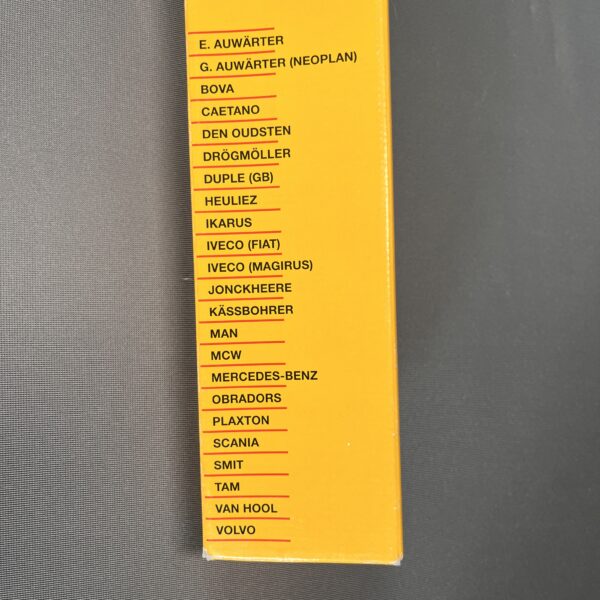 E. AUWÄRTER
G. AUWÄRTER (NEOPLAN)
BOVA
CAETANO
DEN OUDSTEN
DRÖGMÖLLER
DUPLE (GB)
HEULIEZ
IKARUS
IVECO (FIAT)
IVECO (MAGIRUS)
JONCKHEERE
KÄSSBOHRER
MAN
MCW
MERCEDES-BENZ
OBRADORS
PLAXTON
SCANIA
SMIT
TAM
VAN HOOL
VOLVO